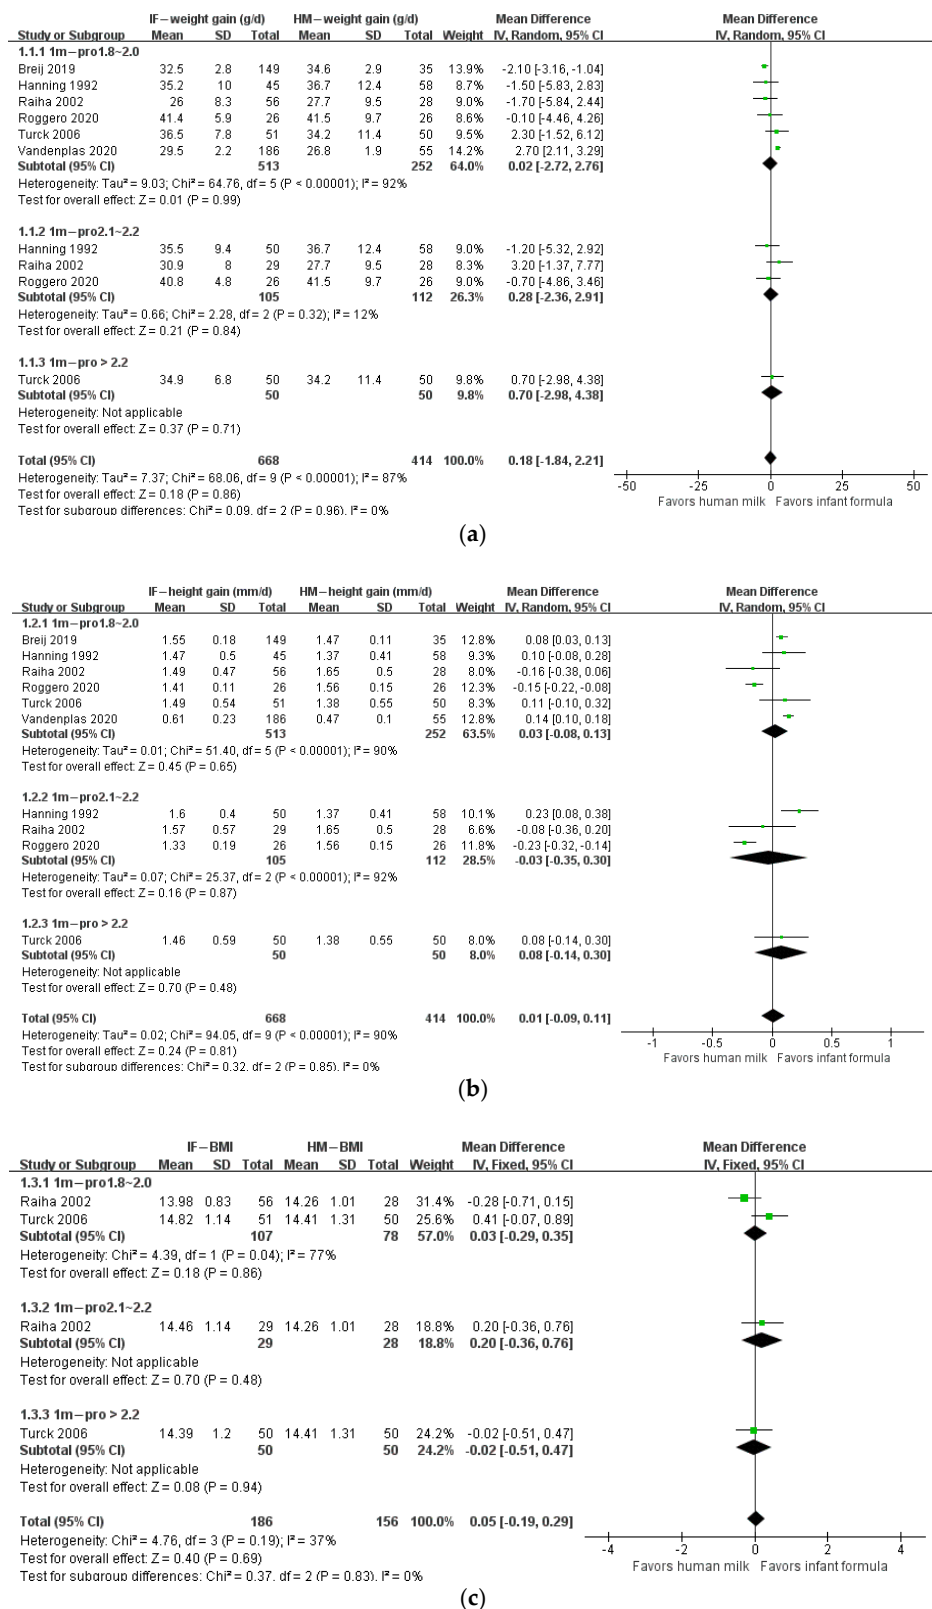 IF−weight gain (g/d) HM−weight gain (g/d) Mean Difference Mean Difference
Study or Subgroup Mean SD Total Mean SD Total Weight IV, Random, 95% CI IV, Random, 95% CI
1.1.1 1m−pro1.8~2.0
Breij 2019 32.5 2.8 149 34.6 2.9 35 13.9% -2.10 [-3.16, -1.04]
Hanning 1992 35.2 10 45 36.7 12.4 58 8.7% -1.50 [-5.83, 2.83]
Raiha 2002 26 8.3 56 27.7 9.5 28 9.0% -1.70 [-5.84, 2.44]
Roggero 2020 41.4 5.9 26 41.5 9.7 26 8.6% -0.10 [-4.46, 4.26]
Turck 2006 36.5 7.8 51 34.2 11.4 50 9.5% 2.30 [-1.52, 6.12]
Vandenplas 2020 29.5 2.2 186 26.8 1.9 55 14.2% 2.70 [2.11, 3.29]
Subtotal (95% CI) 513 252 64.0% 0.02 [-2.72, 2.76]
Heterogeneity: Tau² = 9.03; Chi² = 64.76, df = 5 (P < 0.00001); I² = 92%
Test for overall effect: Z = 0.01 (P = 0.99)
1.1.2 1m−pro2.1~2.2
Hanning 1992 35.5 9.4 50 36.7 12.4 58 9.0% -1.20 [-5.32, 2.92]
Raiha 2002 30.9 8 29 27.7 9.5 28 8.3% 3.20 [-1.37, 7.77]
Roggero 2020 40.8 4.8 26 41.5 9.7 26 9.0% -0.70 [-4.86, 3.46]
Subtotal (95% CI) 105 112 26.3% 0.28 [-2.36, 2.91]
Heterogeneity: Tau² = 0.66; Chi² = 2.28, df = 2 (P = 0.32); I² = 12%
Test for overall effect: Z = 0.21 (P = 0.84)
1.1.3 1m−pro > 2.2
Turck 2006 34.9 6.8 50 34.2 11.4 50 9.8% 0.70 [-2.98, 4.38]
Subtotal (95% CI) 50 50 9.8% 0.70 [-2.98, 4.38]
Heterogeneity: Not applicable
Test for overall effect: Z = 0.37 (P = 0.71)
Total (95% CI) 668 414 100.0% 0.18 [-1.84, 2.21]
Heterogeneity: Tau² = 7.37; Chi² = 68.06, df = 9 (P < 0.00001); I² = 87%
Test for overall effect: Z = 0.18 (P = 0.86)
Test for subgroup differences: Chi² = 0.09. df = 2 (P = 0.96). I² = 0%
-50 -25 0 25 50
Favors human milk Favors infant formula
(a)
IF−height gain (mm/d) HM−height gain (mm/d) Mean Difference Mean Difference
Study or Subgroup Mean SD Total Mean SD Total Weight IV, Random, 95% CI IV, Random, 95% CI
1.2.1 1m−pro1.8~2.0
Breij 2019 1.55 0.18 149 1.47 0.11 35 12.8% 0.08 [0.03, 0.13]
Hanning 1992 1.47 0.5 45 1.37 0.41 58 9.3% 0.10 [-0.08, 0.28]
Raiha 2002 1.49 0.47 56 1.65 0.5 28 8.0% -0.16 [-0.38, 0.06]
Roggero 2020 1.41 0.11 26 1.56 0.15 26 12.3% -0.15 [-0.22, -0.08]
Turck 2006 1.49 0.54 51 1.38 0.55 50 8.3% 0.11 [-0.10, 0.32]
Vandenplas 2020 0.61 0.23 186 0.47 0.1 55 12.8% 0.14 [0.10, 0.18]
Subtotal (95% CI) 513 252 63.5% 0.03 [-0.08, 0.13]
Heterogeneity: Tau² = 0.01; Chi² = 51.40, df = 5 (P < 0.00001); I² = 90%
Test for overall effect: Z = 0.45 (P = 0.65)
1.2.2 1m−pro2.1~2.2
Hanning 1992 1.6 0.4 50 1.37 0.41 58 10.1% 0.23 [0.08, 0.38]
Raiha 2002 1.57 0.57 29 1.65 0.5 28 6.6% -0.08 [-0.36, 0.20]
Roggero 2020 1.33 0.19 26 1.56 0.15 26 11.8% -0.23 [-0.32, -0.14]
Subtotal (95% CI) 105 112 28.5% -0.03 [-0.35, 0.30]
Heterogeneity: Tau² = 0.07; Chi² = 25.37, df = 2 (P < 0.00001); I² = 92%
Test for overall effect: Z = 0.16 (P = 0.87)
1.2.3 1m−pro > 2.2
Turck 2006 1.46 0.59 50 1.38 0.55 50 8.0% 0.08 [-0.14, 0.30]
Subtotal (95% CI) 50 50 8.0% 0.08 [-0.14, 0.30]
Heterogeneity: Not applicable
Test for overall effect: Z = 0.70 (P = 0.48)
Total (95% CI) 668 414 100.0% 0.01 [-0.09, 0.11]
Heterogeneity: Tau² = 0.02; Chi² = 94.05, df = 9 (P < 0.00001); I² = 90%
Test for overall effect: Z = 0.24 (P = 0.81)
Test for subgroup differences: Chi² = 0.32. df = 2 (P = 0.85). I² = 0%
-1 -0.5 0 0.5 1
Favors human milk Favors infant formula
(b)
IF−BMI HM−BMI Mean Difference Mean Difference
Study or Subgroup Mean SD Total Mean SD Total Weight IV, Fixed, 95% CI IV, Fixed, 95% CI
1.3.1 1m−pro1.8~2.0
Raiha 2002 13.98 0.83 56 14.26 1.01 28 31.4% -0.28 [-0.71, 0.15]
Turck 2006 14.82 1.14 51 14.41 1.31 50 25.6% 0.41 [-0.07, 0.89]
Subtotal (95% CI) 107 78 57.0% 0.03 [-0.29, 0.35]
Heterogeneity: Chi² = 4.39, df = 1 (P = 0.04); I² = 77%
Test for overall effect: Z = 0.18 (P = 0.86)
1.3.2 1m−pro2.1~2.2
Raiha 2002 14.46 1.14 29 14.26 1.01 28 18.8% 0.20 [-0.36, 0.76]
Subtotal (95% CI) 29 28 18.8% 0.20 [-0.36, 0.76]
Heterogeneity: Not applicable
Test for overall effect: Z = 0.70 (P = 0.48)
1.3.3 1m−pro > 2.2
Turck 2006 14.39 1.2 50 14.41 1.31 50 24.2% -0.02 [-0.51, 0.47]
Subtotal (95% CI) 50 50 24.2% -0.02 [-0.51, 0.47]
Heterogeneity: Not applicable
Test for overall effect: Z = 0.08 (P = 0.94)
Total (95% CI) 186 156 100.0% 0.05 [-0.19, 0.29]
Heterogeneity: Chi² = 4.76, df = 3 (P = 0.19); I² = 37%
Test for overall effect: Z = 0.40 (P = 0.69)
Test for subgroup differences: Chi² = 0.37. df = 2 (P = 0.83). I² = 0%
-4 -2 0 2 4
Favors human milk Favors infant formula
(c)